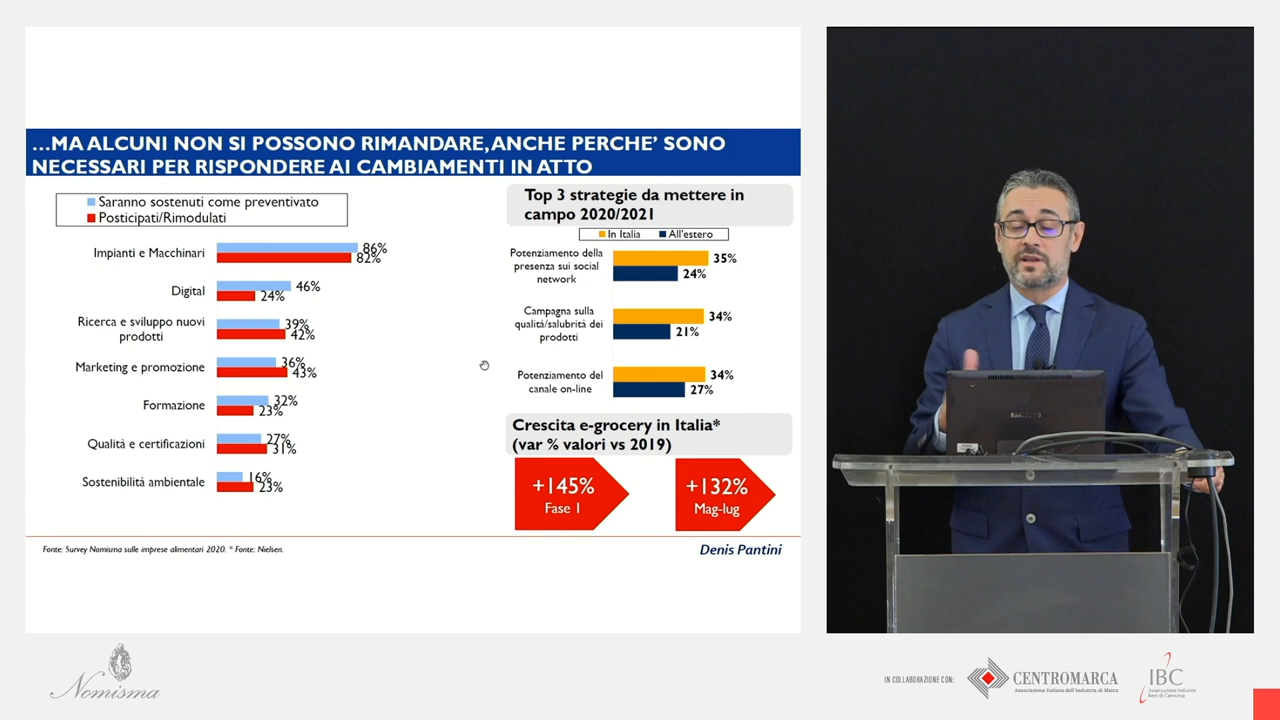 …MA ALCUNI NON SI POSSONO RIMANDARE, ANCHE PERCHE’ SONO
NECESSARI PER RISPONDERE AI CAMBIAMENTI IN ATTO
Saranno sostenuti come preventivato
Posticipati/Rimodulati
Impianti e Macchinari
86%
82%
Digital
46%
24%
Ricerca e sviluppo nuovi
prodotti
39%
42%
Marketing e promozione
36%
43%
Formazione
32%
23%
Qualità e certificazioni
27%
31%
Sostenibilità ambientale
16%
23%
Top 3 strategie da mettere in
campo 2020/2021
In Italia
All'estero
Potenziamento della
presenza sui social
network
35%
24%
Campagna sulla
qualità/salubrità dei
prodotti
34%
21%
Potenziamento del
canale on-line
34%
27%
Crescita e-grocery in Italia*
(var % valori vs 2019)
+145%
Fase 1
+132%
Mag-lug
Fonte: Survey Nomisma sulle imprese alimentari 2020. * Fonte: Nielsen.
Denis Pantini
SAMSUNG
Nomisma
IN COLLABORAZIONE CON:
CENTROMARCA
Associazione Italiana dell'Industria di Marca
IBC
Associazione Industrie
Beni di Consumo